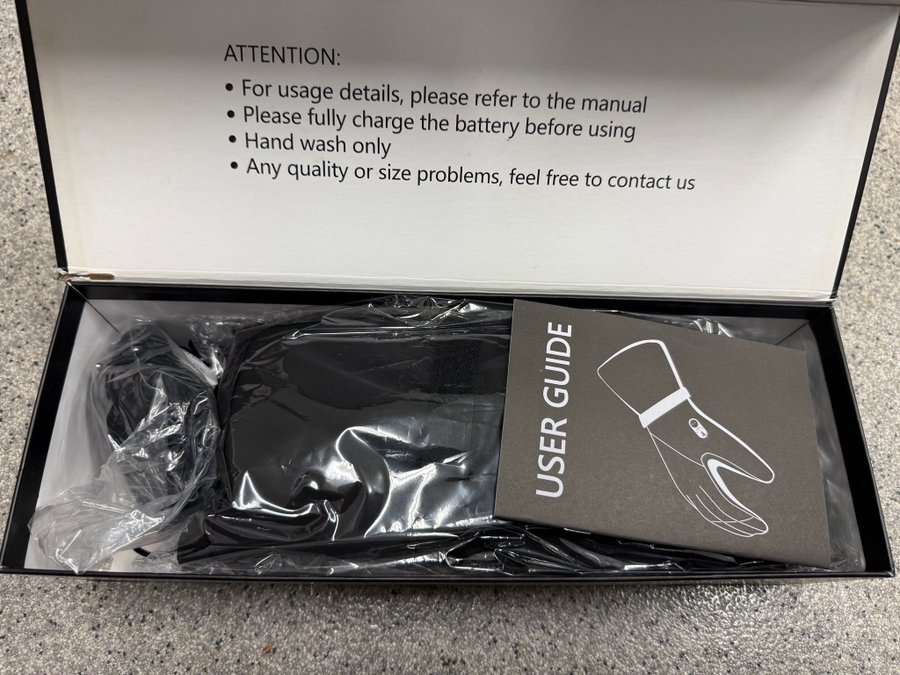 ATTENTION:
• For usage details, please refer to the manual
• Please fully charge the battery before using
• Hand wash only
• Any quality or size problems, feel free to contact us
USER GUIDE